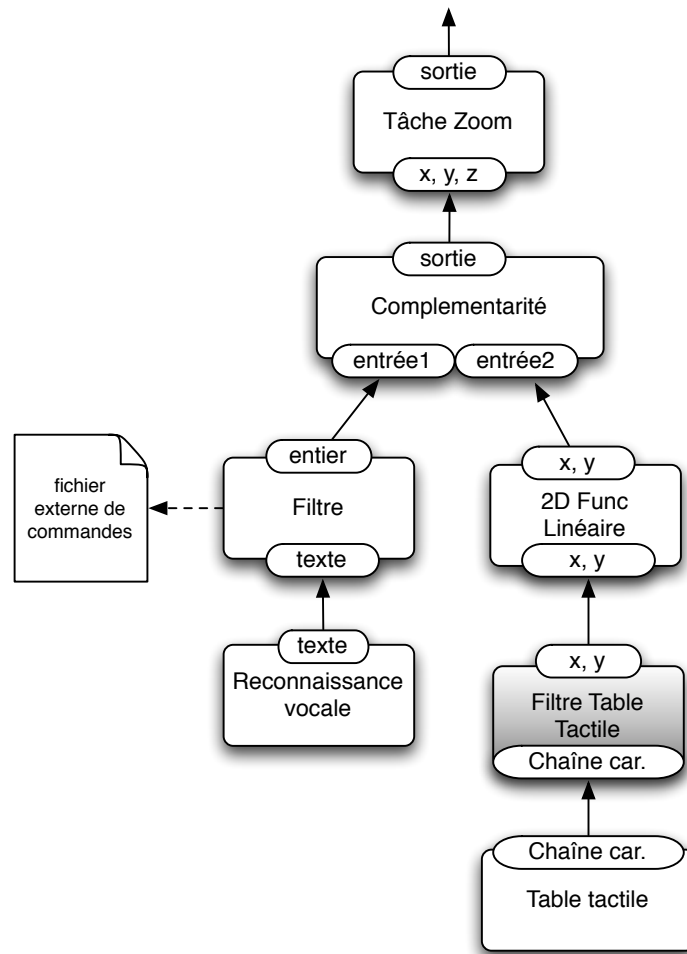 sortie
Tâche Zoom
x, y, z
sortie
Complementarité
entrée1
entrée2
entier
Filtre
texte
fichier
externe de
commandes
x, y
2D Func
Linéaire
x, y
texte
Reconnaissance
vocale
x, y
Filtre Table
Tactile
Chaîne car.
Chaîne car.
Table tactile